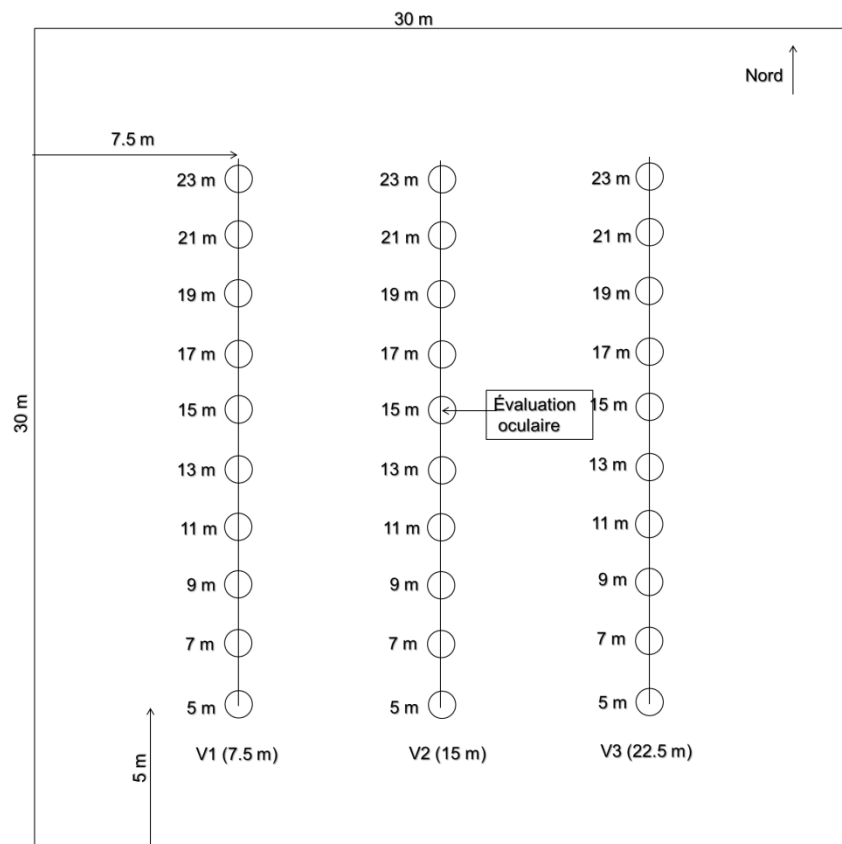 30 m
Nord
7.5 m
23 m 23 m 23 m
21 m 21 m 21 m
19 m 19 m 19 m
17 m 17 m 17 m
15 m 15 m Évaluation 15 m
oculaire
30 m
13 m 13 m 13 m
11 m 11 m 11 m
9 m 9 m 9 m
7 m 7 m 7 m
5 m 5 m 5 m
V1 (7.5 m) V2 (15 m) V3 (22.5 m)
5 m